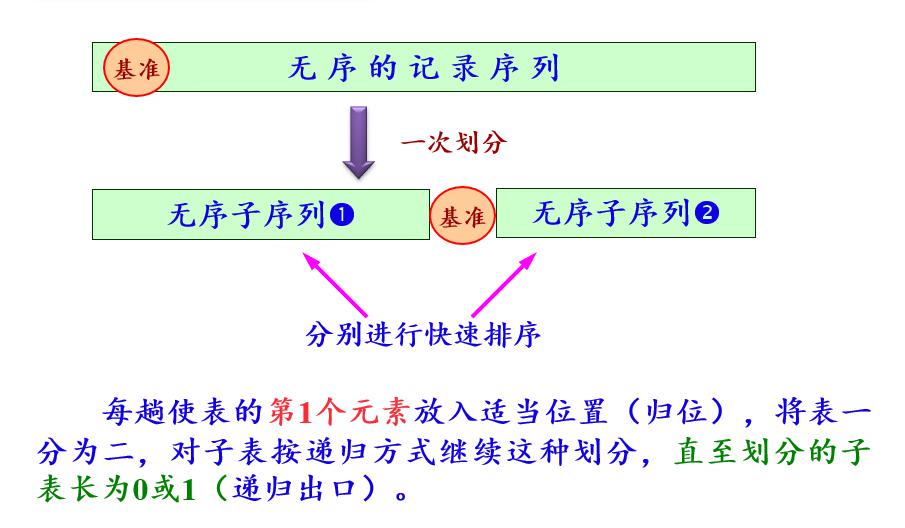 基准 无序的记录序列
一次划分
无序子序列❶ 基准 无序子序列❷
分别进行快速排序
每趟使表的第1个元素放入适当位置（归位），将表一
分为二，对子表按递归方式继续这种划分，直至划分的子
表长为0或1（递归出口）。